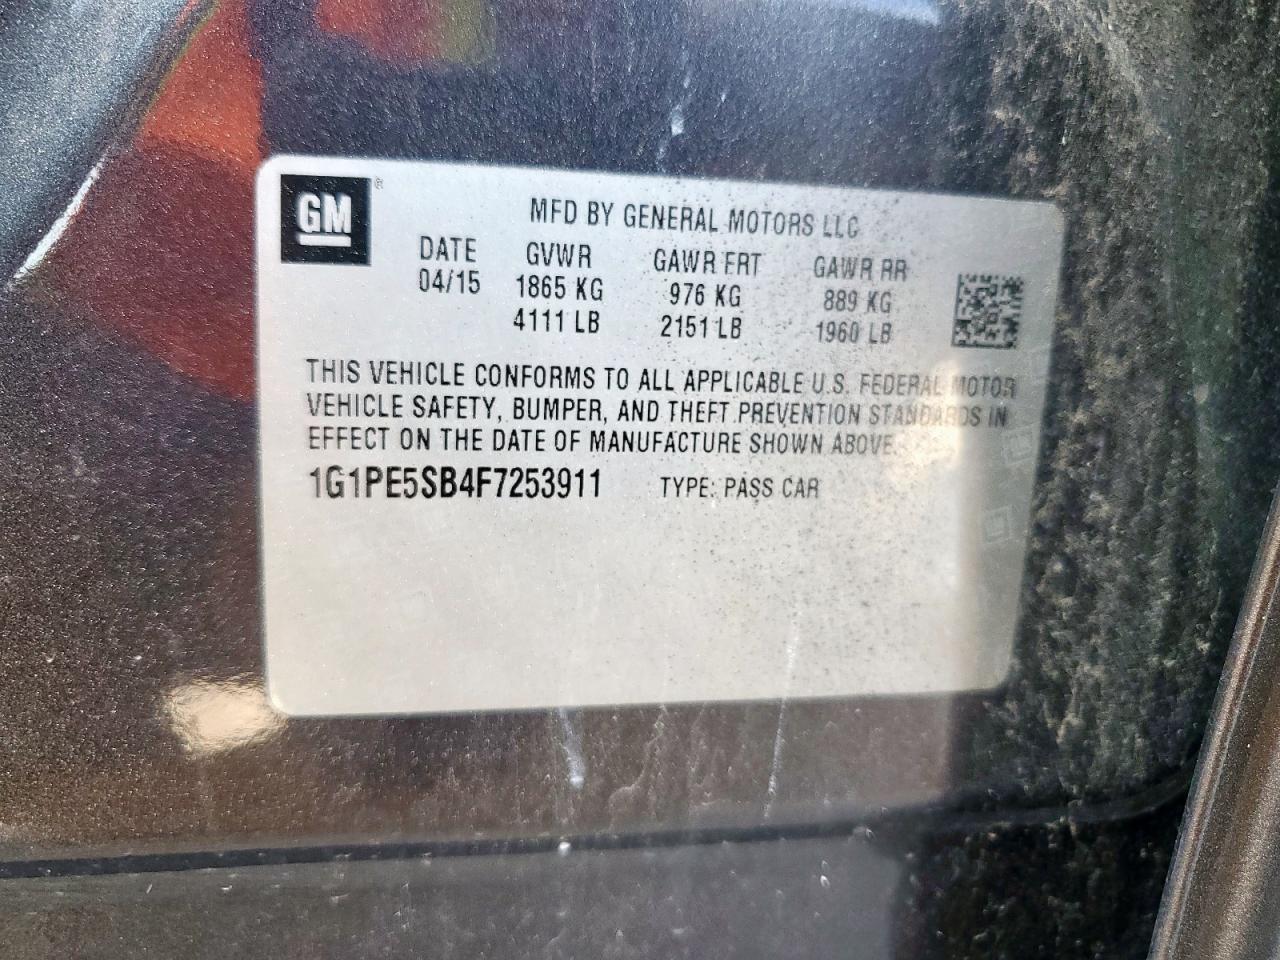 GM ®
MFD BY GENERAL MOTORS LLC
DATE GVWR GAWR FRT GAWR RR
04/15 1865 KG 976 KG 889 KG
4111 LB 2151 LB 1960 LB
THIS VEHICLE CONFORMS TO ALL APPLICABLE U.S. FEDERAL MOTOR
VEHICLE SAFETY, BUMPER, AND THEFT PREVENTION STANDARDS IN
EFFECT ON THE DATE OF MANUFACTURE SHOWN ABOVE.
1G1PE5SB4F7253911 TYPE: PASS CAR